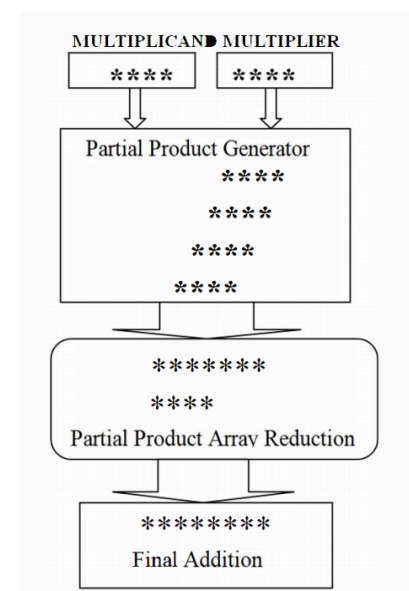 MULTIPLICAND MULTIPLIER
**** ****
Partial Product Generator
****
****
****
****
*******
****
Partial Product Array Reduction
********
Final Addition